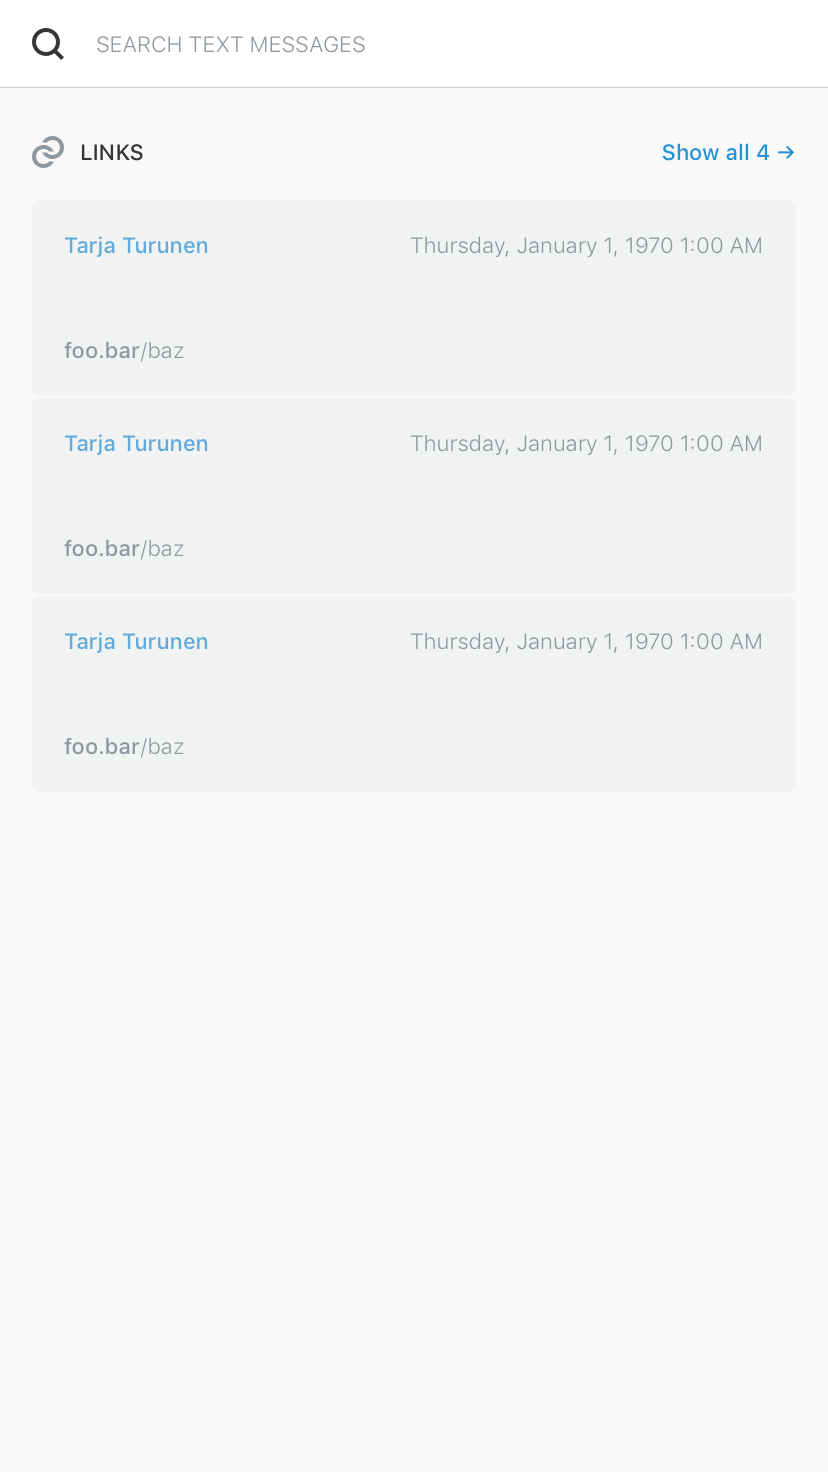 SEARCH TEXT MESSAGES
LINKS Show all 4 →
Tarja Turunen Thursday, January 1, 1970 1:00 AM
foo.bar/baz
Tarja Turunen Thursday, January 1, 1970 1:00 AM
foo.bar/baz
Tarja Turunen Thursday, January 1, 1970 1:00 AM
foo.bar/baz